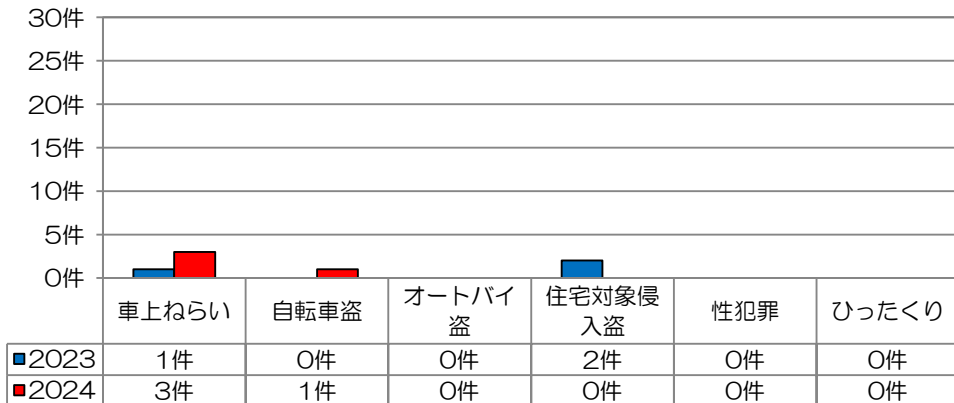 30件
25件
20件
15件
10件
5件
0件
車上ねらい 自転車盗 オートバイ盗 住宅対象侵入盗 性犯罪 ひったくり
2023 1件 0件 0件 2件 0件 0件
2024 3件 1件 0件 0件 0件 0件